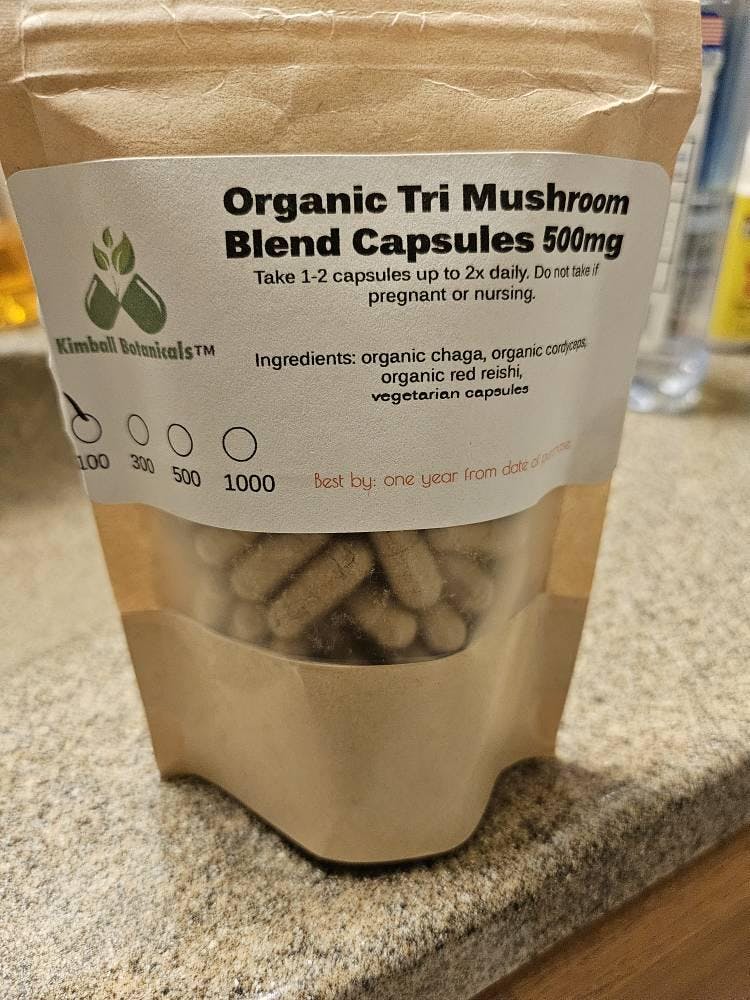 Organic Tri Mushroom
Blend Capsules 500mg
Take 1-2 capsules up to 2x daily. Do not take if
pregnant or nursing.
Kimball Botanicals™
Ingredients: organic chaga, organic cordyceps,
organic red reishi,
vegetarian capsules
100 300 500 1000
Best by: one year from date of purchase